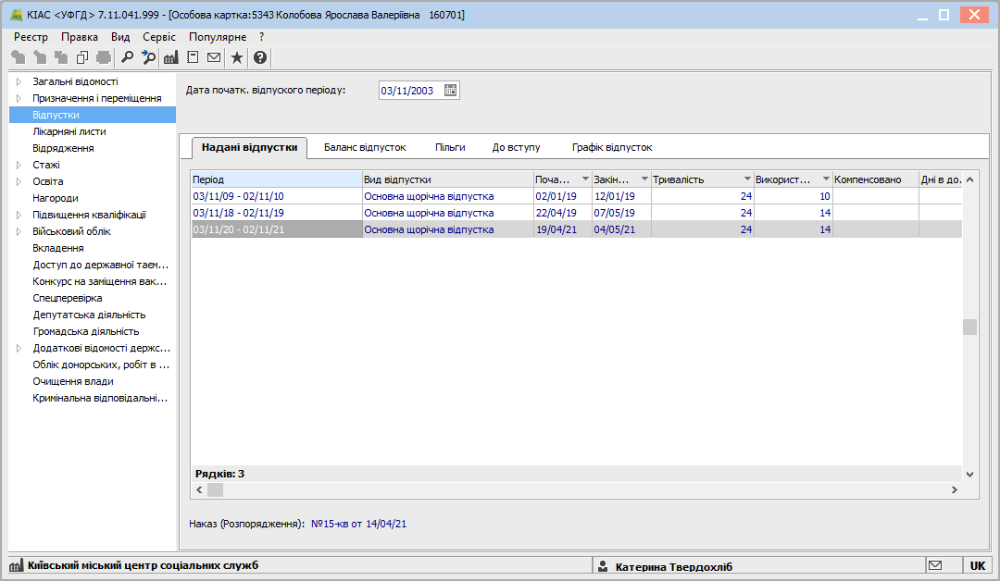 КІАС <УФГД> 7.11.041.999 - [Особова картка:5343 Колобова Ярослава Валеріївна 160701]
Реєстр Правка Вид Сервіс Популярне ?
Загальні відомості
Призначення і переміщення
Відпустки
Лікарняні листи
Відрядження
Стажі
Освіта
Нагороди
Підвищення кваліфікації
Військовий облік
Вкладення
Доступ до державної таєм...
Конкурс на заміщення вак...
Спецперевірка
Депутатська діяльність
Громадська діяльність
Додаткові відомості держс...
Облік донорських, робіт в ...
Очищення влади
Кримінальна відповідальні...
Дата початк. відпуского періоду: 03/11/2003
Надані відпустки Баланс відпусток Пільги До вступу Графік відпусток
Період Вид відпустки Поча... Закін... Тривалість Використ... Компенсовано Дні в до.
03/11/09 - 02/11/10 Основна щорічна відпустка 02/01/19 12/01/19 24 10
03/11/18 - 02/11/19 Основна щорічна відпустка 22/04/19 07/05/19 24 14
03/11/20 - 02/11/21 Основна щорічна відпустка 19/04/21 04/05/21 24 14
Рядків: 3
Наказ (Розпорядження): №15-кв от 14/04/21
Київський міський центр соціальних служб Катерина Твердохліб UK